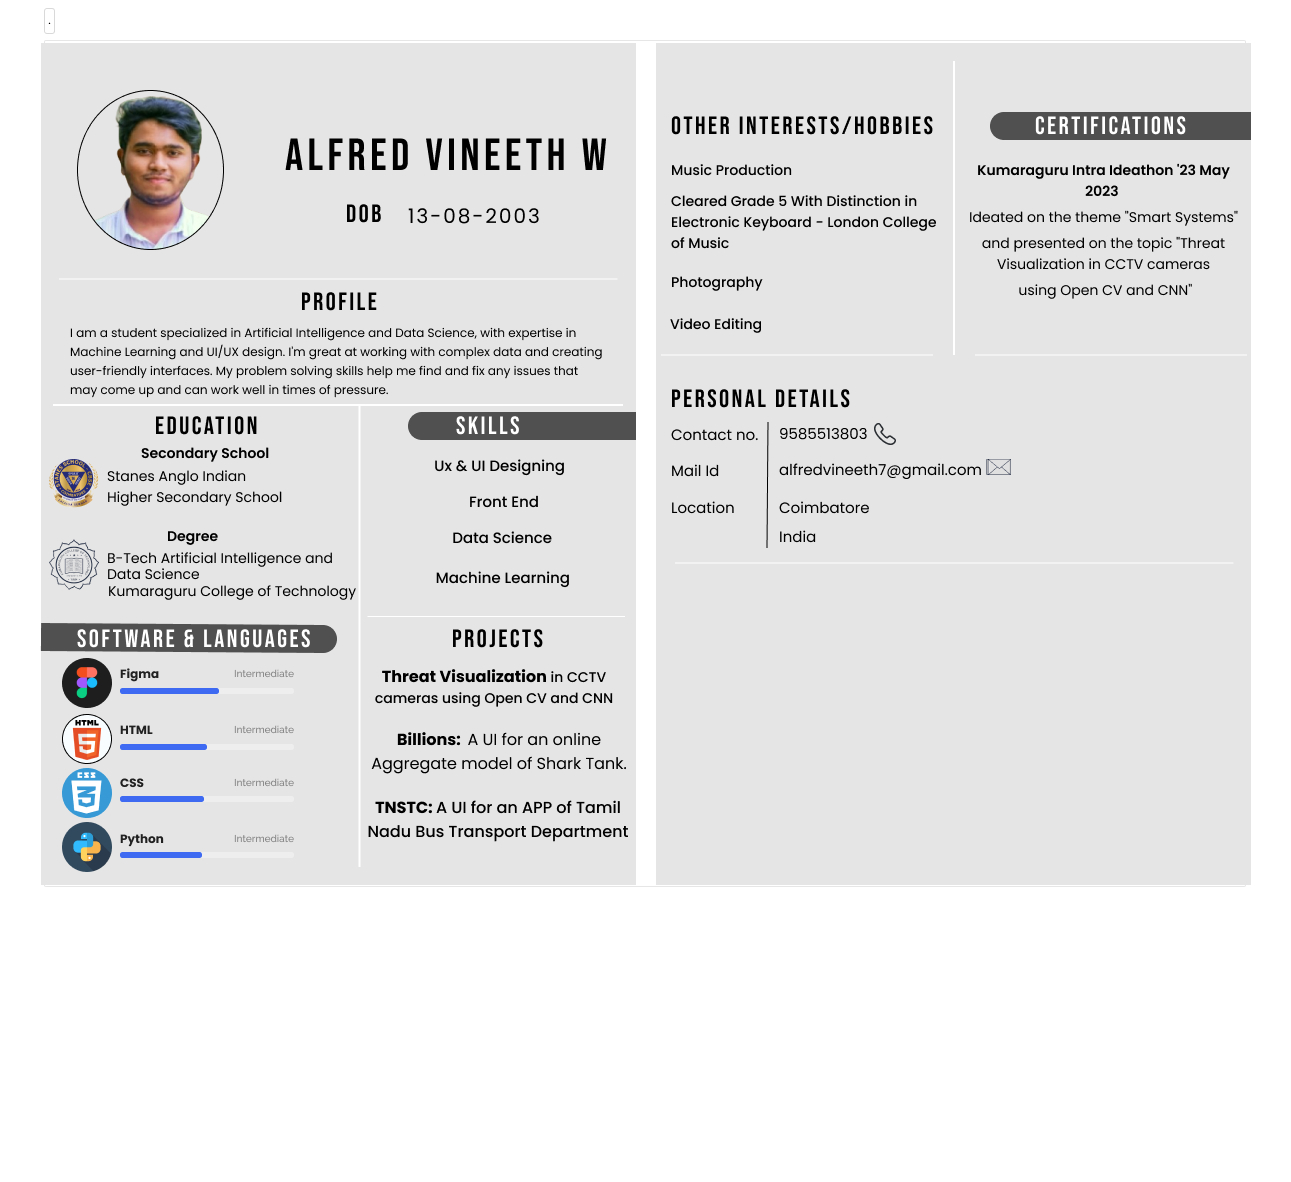 .
ALFRED VINEETH W
DOB 13-08-2003
PROFILE
I am a student specialized in Artificial Intelligence and Data Science, with expertise in
Machine Learning and UI/UX design. I'm great at working with complex data and creating
user-friendly interfaces. My problem solving skills help me find and fix any issues that
may come up and can work well in times of pressure.
EDUCATION
Secondary School
Stanes Anglo Indian
Higher Secondary School
Degree
B-Tech Artificial Intelligence and
Data Science
Kumaraguru College of Technology
SOFTWARE & LANGUAGES
Figma Intermediate
HTML
HTML Intermediate
CSS
CSS Intermediate
Python Intermediate
SKILLS
Ux & UI Designing
Front End
Data Science
Machine Learning
PROJECTS
Threat Visualization in CCTV
cameras using Open CV and CNN
Billions: A UI for an online
Aggregate model of Shark Tank.
TNSTC: A UI for an APP of Tamil
Nadu Bus Transport Department
OTHER INTERESTS/HOBBIES
Music Production
Cleared Grade 5 With Distinction in
Electronic Keyboard - London College
of Music
Photography
Video Editing
CERTIFICATIONS
Kumaraguru Intra Ideathon '23 May
2023
Ideated on the theme "Smart Systems"
and presented on the topic "Threat
Visualization in CCTV cameras
using Open CV and CNN"
PERSONAL DETAILS
Contact no. 9585513803
Mail Id alfredvineeth7@gmail.com
Location Coimbatore
India